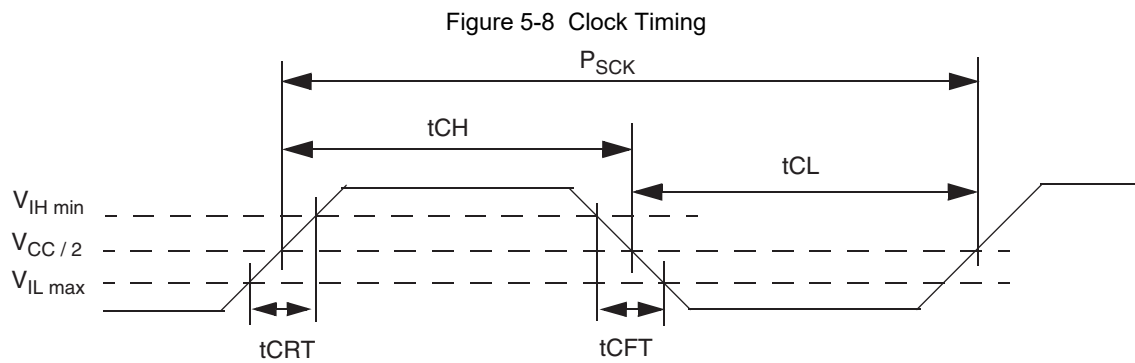 Figure 5-8 Clock Timing
PSCK
tCH
tCL
VIH min
VCC / 2
VIL max
tCRT
tCFT